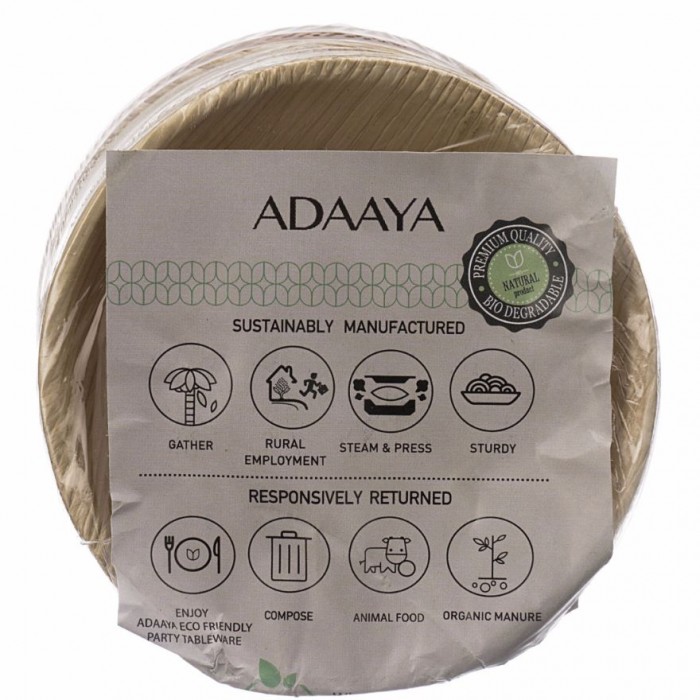 ADAAYA
PREMIUM QUALITY
NATURAL
product
BIO DEGRADABLE
SUSTAINABLY MANUFACTURED
GATHER
RURAL
EMPLOYMENT
STEAM & PRESS
STURDY
RESPONSIVELY RETURNED
ENJOY
ADAAYA ECO FRIENDLY
PARTY TABLEWARE
COMPOSE
ANIMAL FOOD
ORGANIC MANURE